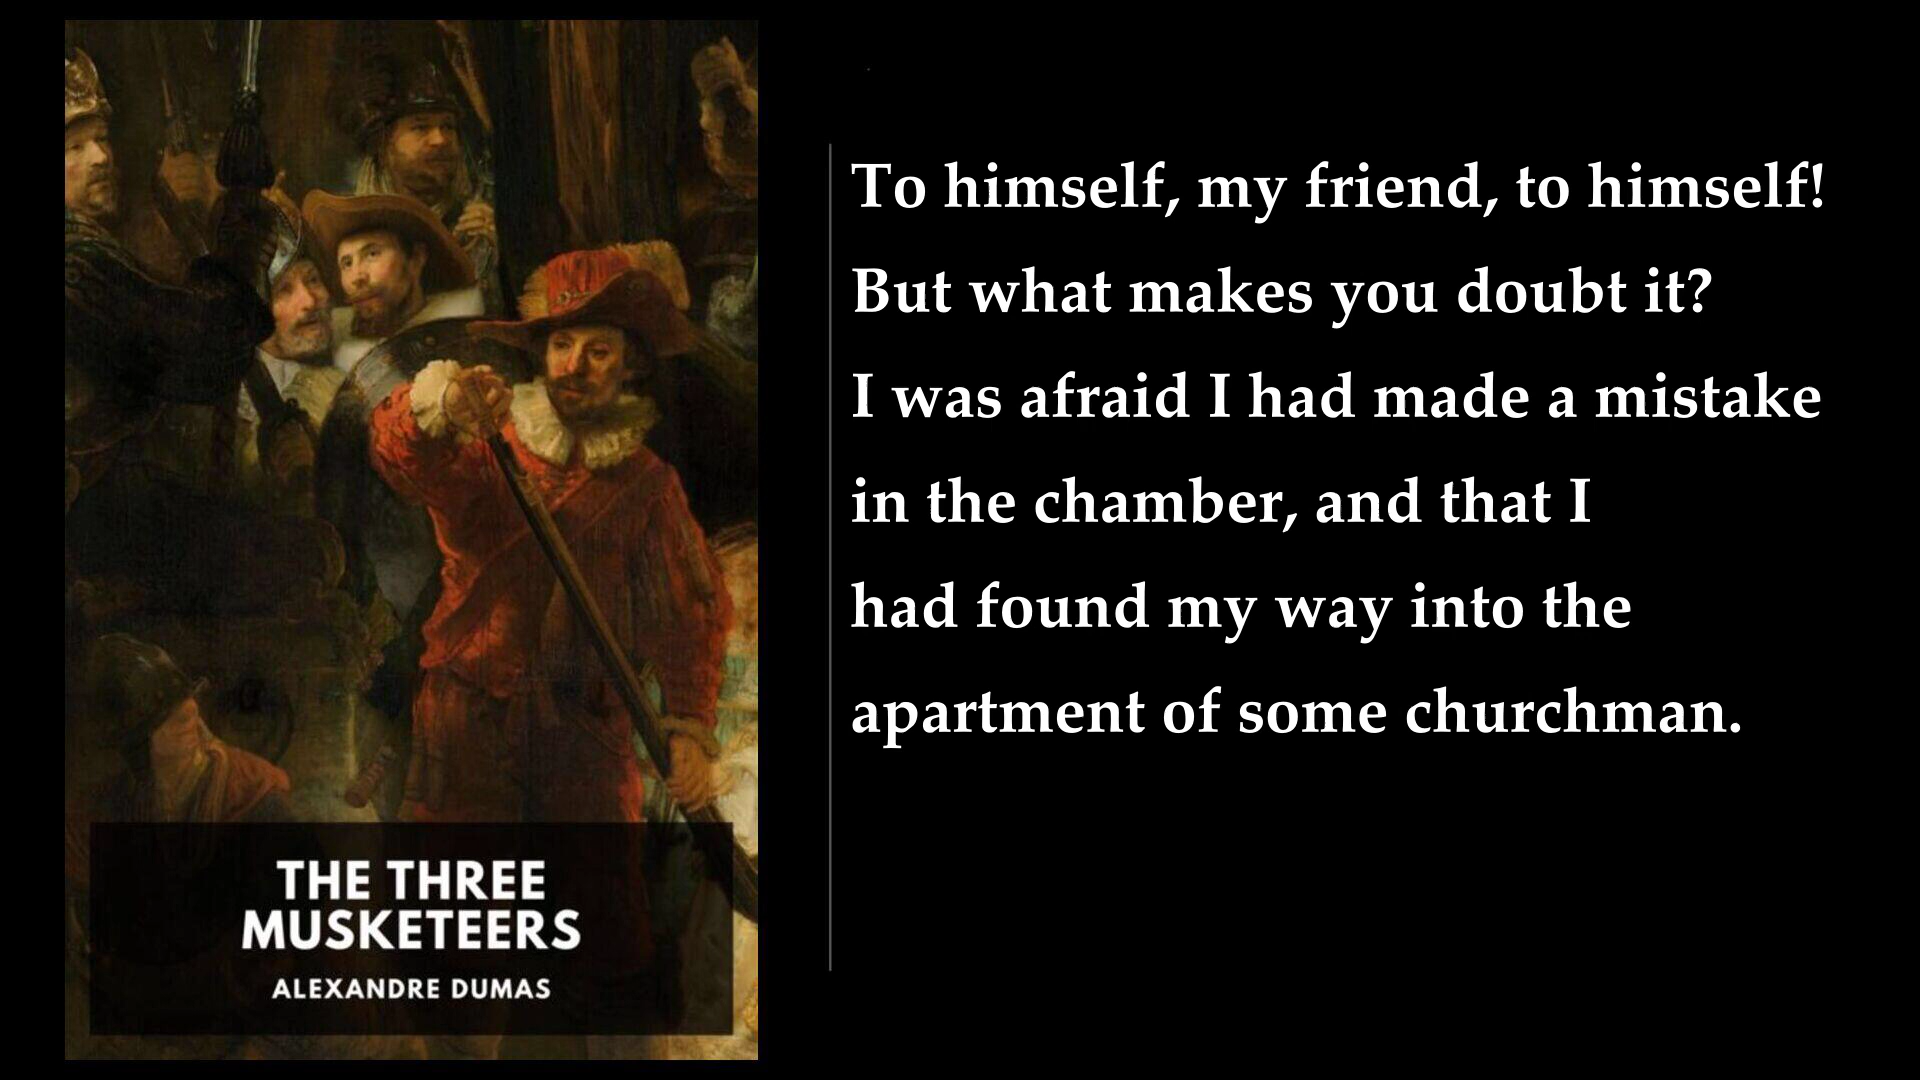 THE THREE
MUSKETEERS
ALEXANDRE DUMAS
To himself, my friend, to himself!
But what makes you doubt it?
I was afraid I had made a mistake
in the chamber, and that I
had found my way into the
apartment of some churchman.